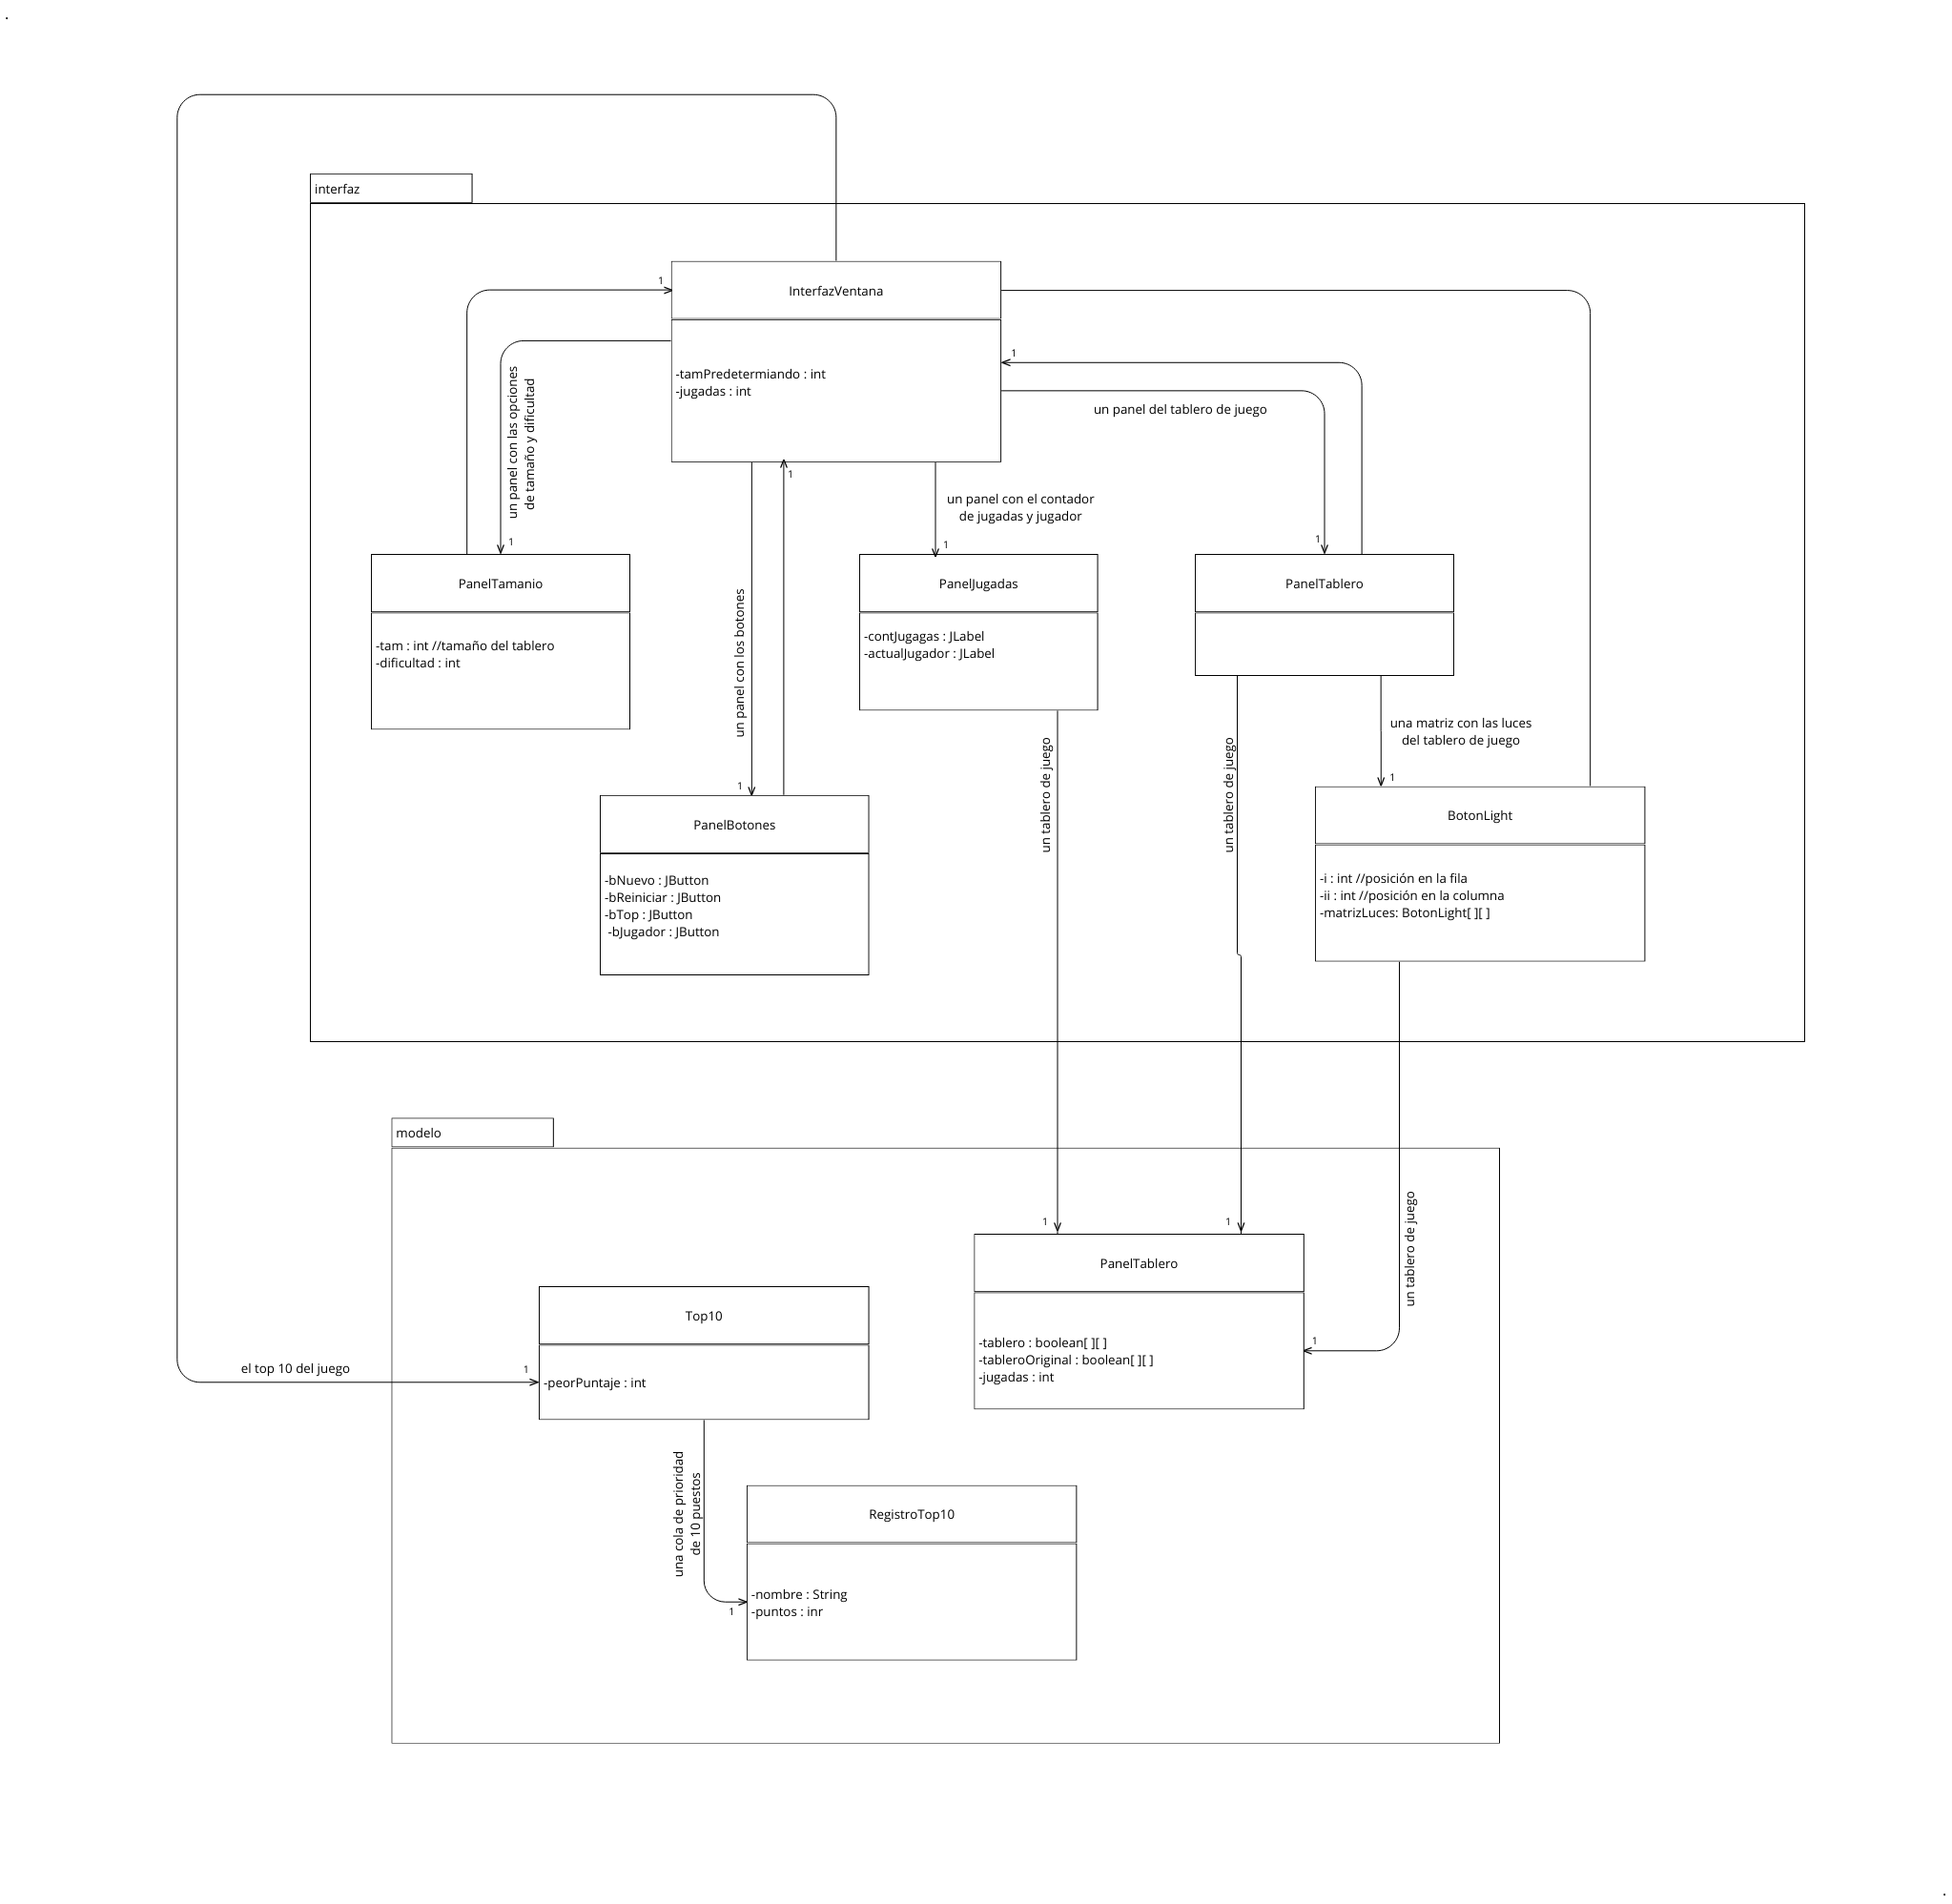 .
interfaz
InterfazVentana
1
-tamPredetermiando : int
-jugadas : int
1
un panel con las opciones
de tamaño y dificultad
1
un panel del tablero de juego
1
1
un panel con el contador
de jugadas y jugador
1
1
PanelTamanio
-tam : int //tamaño del tablero
-dificultad : int
PanelJugadas
-contJugagas : JLabel
-actualJugador : JLabel
PanelTablero
un panel con los botones
1
una matriz con las luces
del tablero de juego
1
un tablero de juego
un tablero de juego
PanelBotones
-bNuevo : JButton
-bReiniciar : JButton
-bTop : JButton
-bJugador : JButton
BotonLight
-i : int //posición en la fila
-ii : int //posición en la columna
-matrizLuces: BotonLight[ ][ ]
modelo
1
1
un tablero de juego
PanelTablero
-tablero : boolean[ ][ ]
-tableroOriginal : boolean[ ][ ]
-jugadas : int
1
Top10
-peorPuntaje : int
el top 10 del juego
1
una cola de prioridad
de 10 puestos
1
RegistroTop10
-nombre : String
-puntos : inr
.